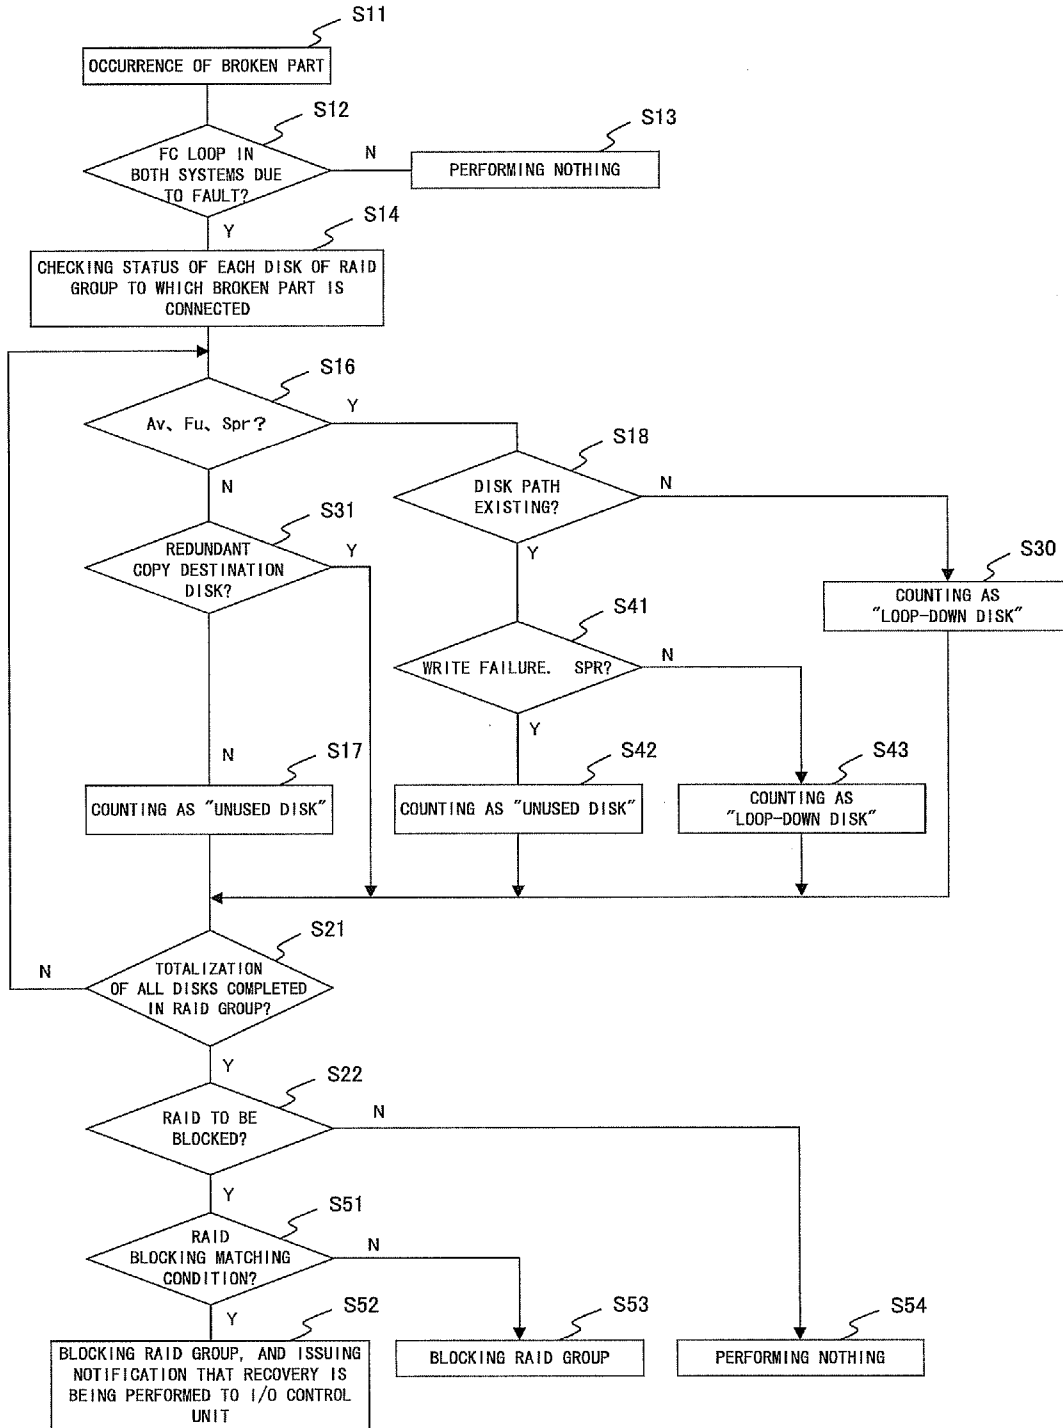 S11
OCCURRENCE OF BROKEN PART
S12
FC LOOP IN
BOTH SYSTEMS DUE
TO FAULT?
N
S13
PERFORMING NOTHING
Y
S14
CHECKING STATUS OF EACH DISK OF RAID
GROUP TO WHICH BROKEN PART IS
CONNECTED
S16
Av、Fu、Spr?
Y
N
S18
DISK PATH
EXISTING?
N
Y
S31
REDUNDANT
COPY DESTINATION
DISK?
Y
N
S30
COUNTING AS
"LOOP-DOWN DISK"
S41
WRITE FAILURE. SPR?
N
Y
S17
COUNTING AS "UNUSED DISK"
S42
COUNTING AS "UNUSED DISK"
S43
COUNTING AS
"LOOP-DOWN DISK"
S21
TOTALIZATION
OF ALL DISKS COMPLETED
IN RAID GROUP?
N
Y
S22
RAID TO BE
BLOCKED?
N
Y
S51
RAID
BLOCKING MATCHING
CONDITION?
N
Y
S52
BLOCKING RAID GROUP, AND ISSUING
NOTIFICATION THAT RECOVERY IS
BEING PERFORMED TO I/O CONTROL
UNIT
S53
BLOCKING RAID GROUP
S54
PERFORMING NOTHING